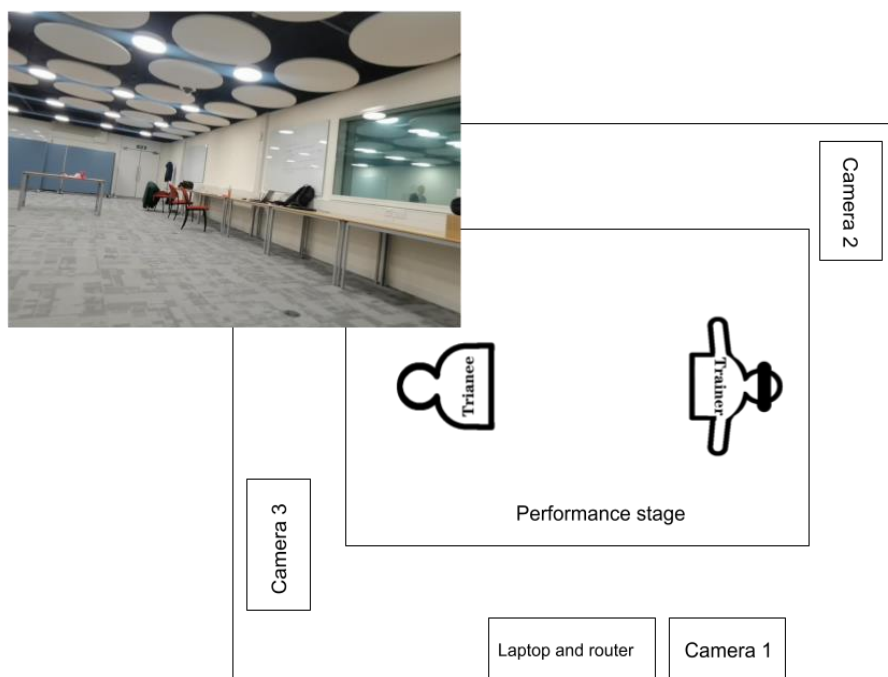 Camera 2
Trianee
Trainer
Performance stage
Camera 3
Laptop and router
Camera 1